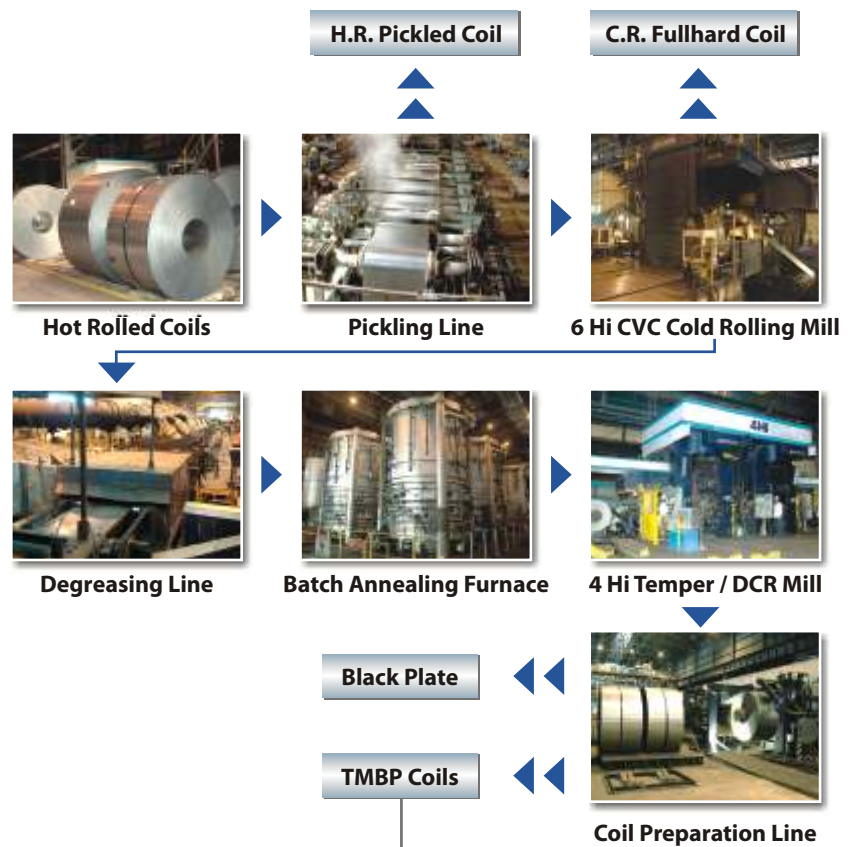 H.R. Pickled Coil
C.R. Fullhard Coil
Hot Rolled Coils
Pickling Line
6 Hi CVC Cold Rolling Mill
Degreasing Line
Batch Annealing Furnace
4HI
4 Hi Temper / DCR Mill
Black Plate
TMBP Coils
Coil Preparation Line